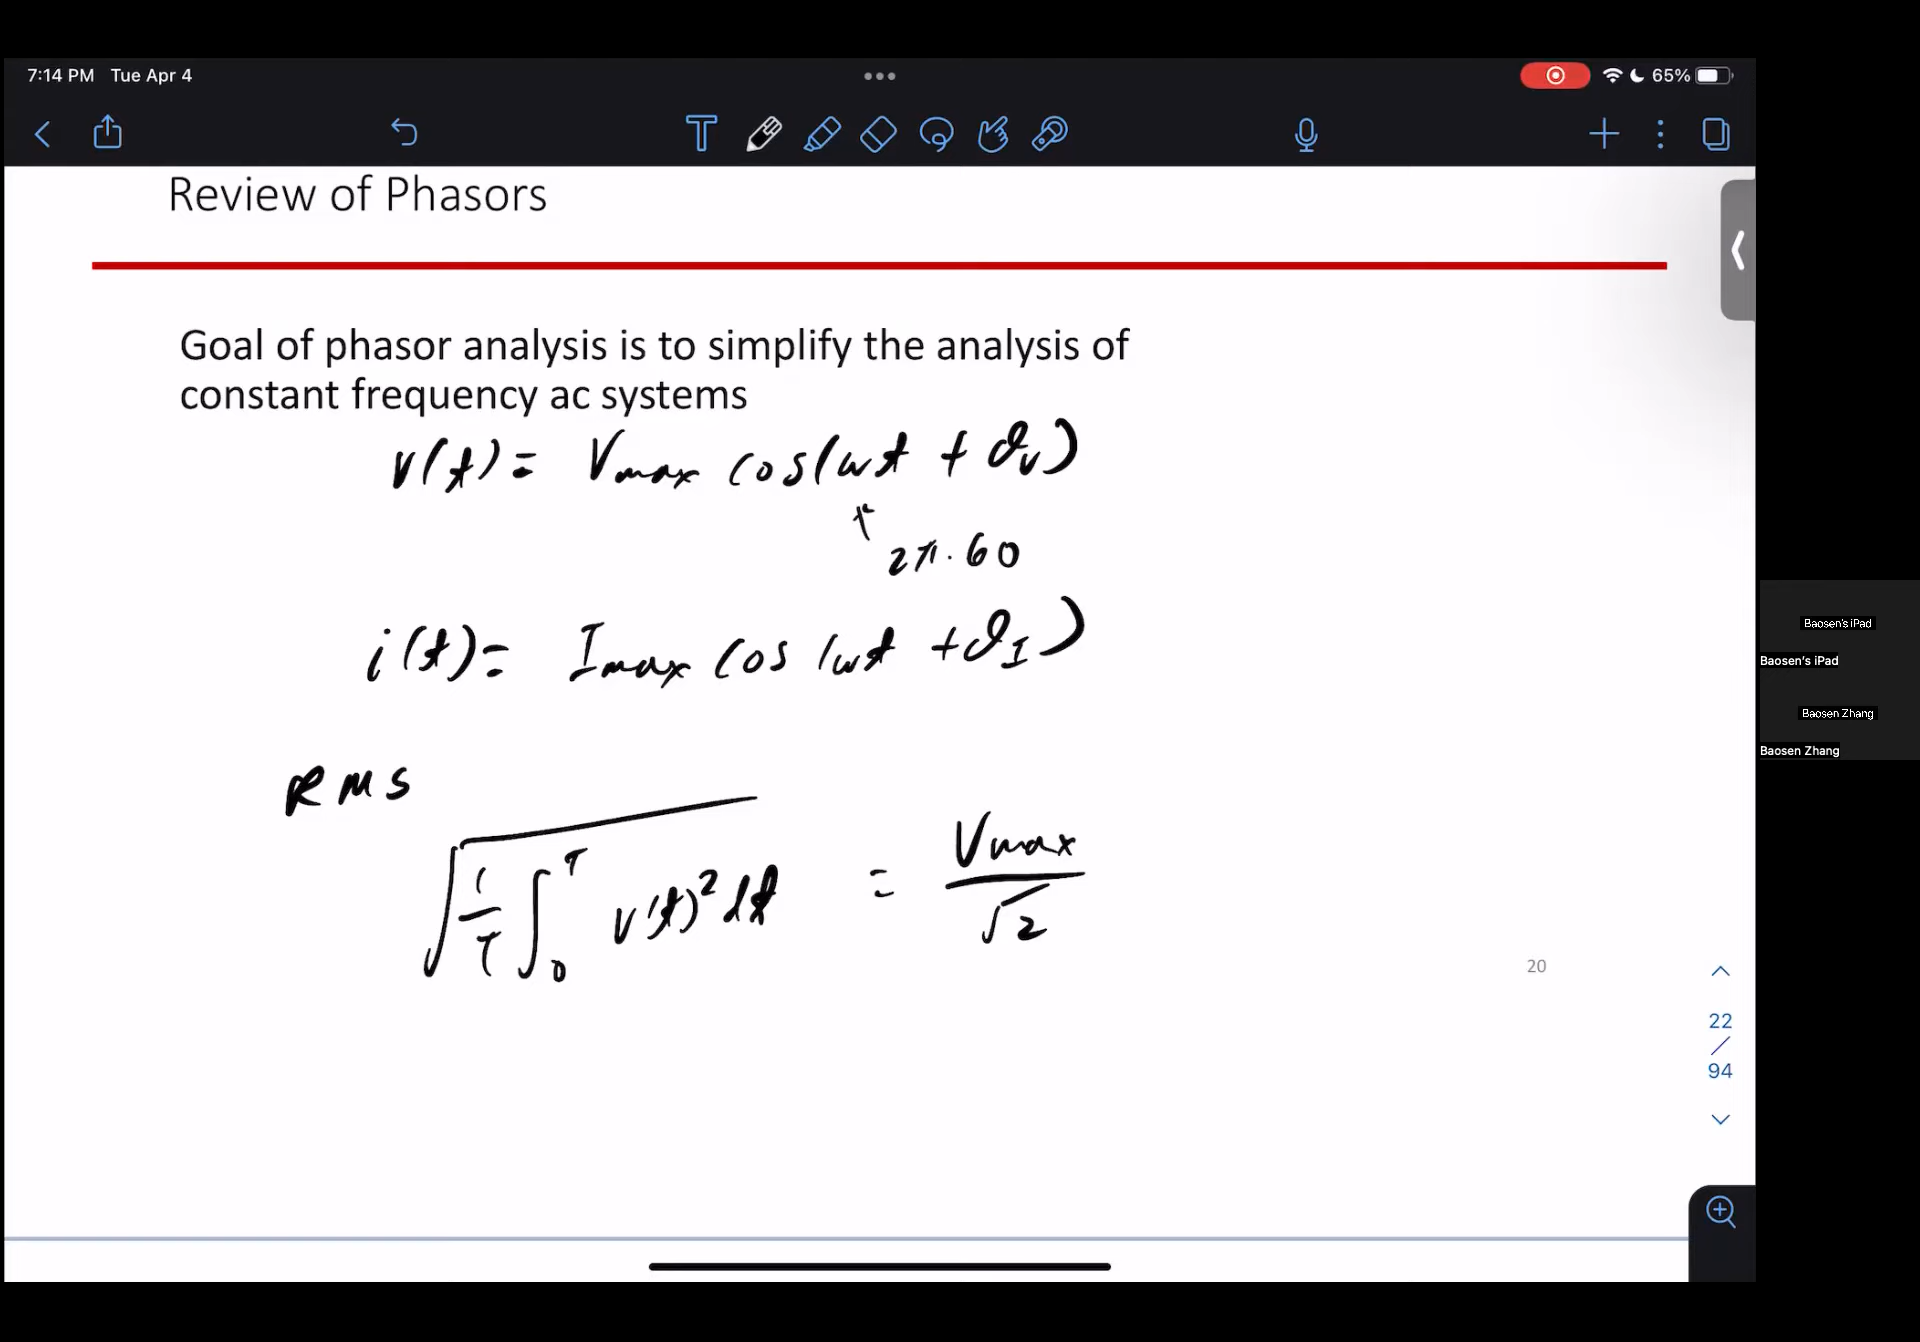 7:14 PM Tue Apr 4
65%
Review of Phasors
Goal of phasor analysis is to simplify the analysis of
constant frequency ac systems
v(t) = Vmax cos(ωt + θv)
2π·60
i(t) = Imax cos(ωt + θI)
RMS
√(1/T ∫₀ᵀ v(t)² dt) = Vmax/√2
20
22
/
94
Baosen's iPad
Baosen's iPad
Baosen Zhang
Baosen Zhang